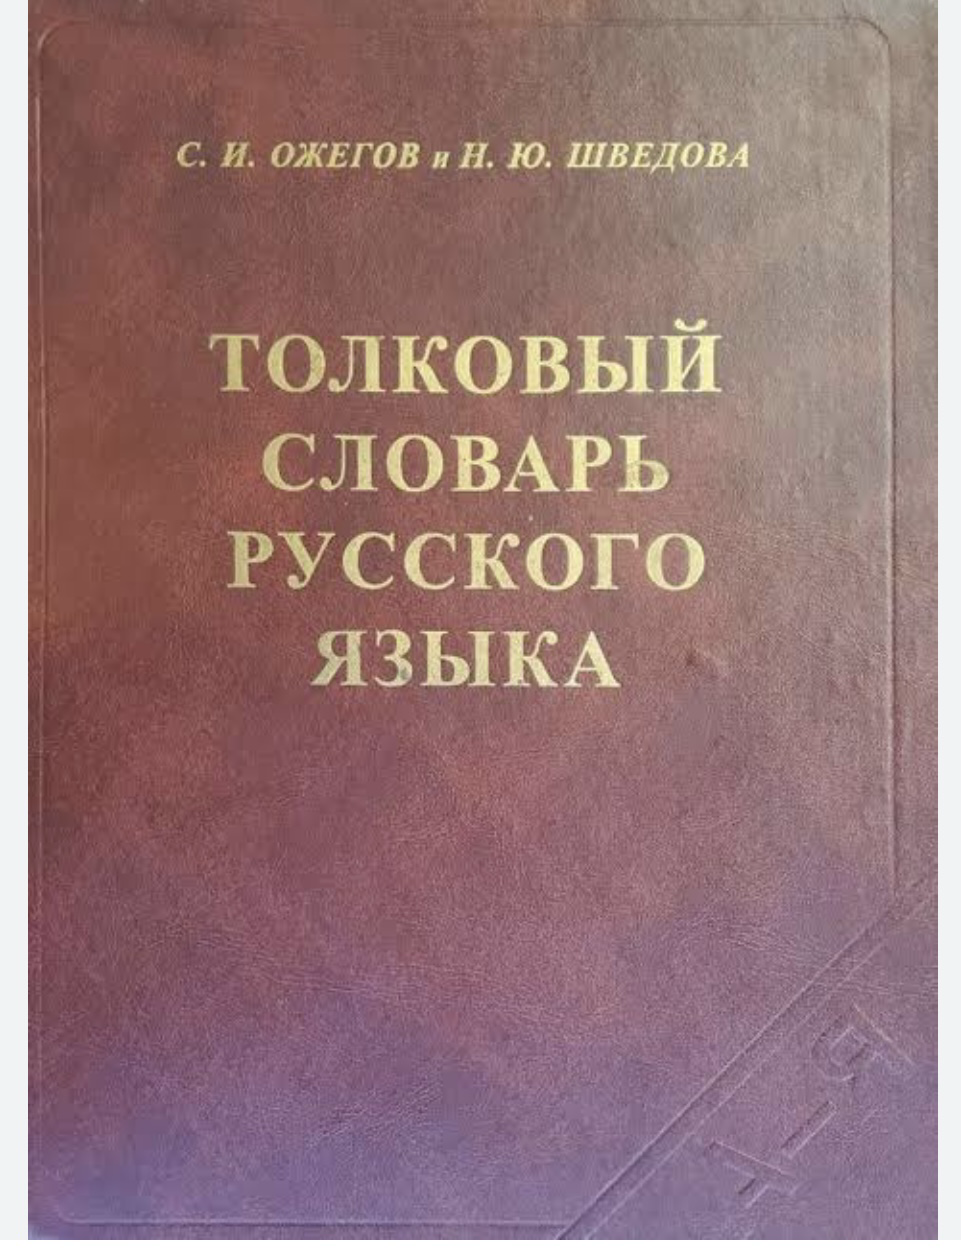 С. И. ОЖЕГОВ и Н. Ю. ШВЕДОВА
ТОЛКОВЫЙ
СЛОВАРЬ
РУССКОГО
ЯЗЫКА